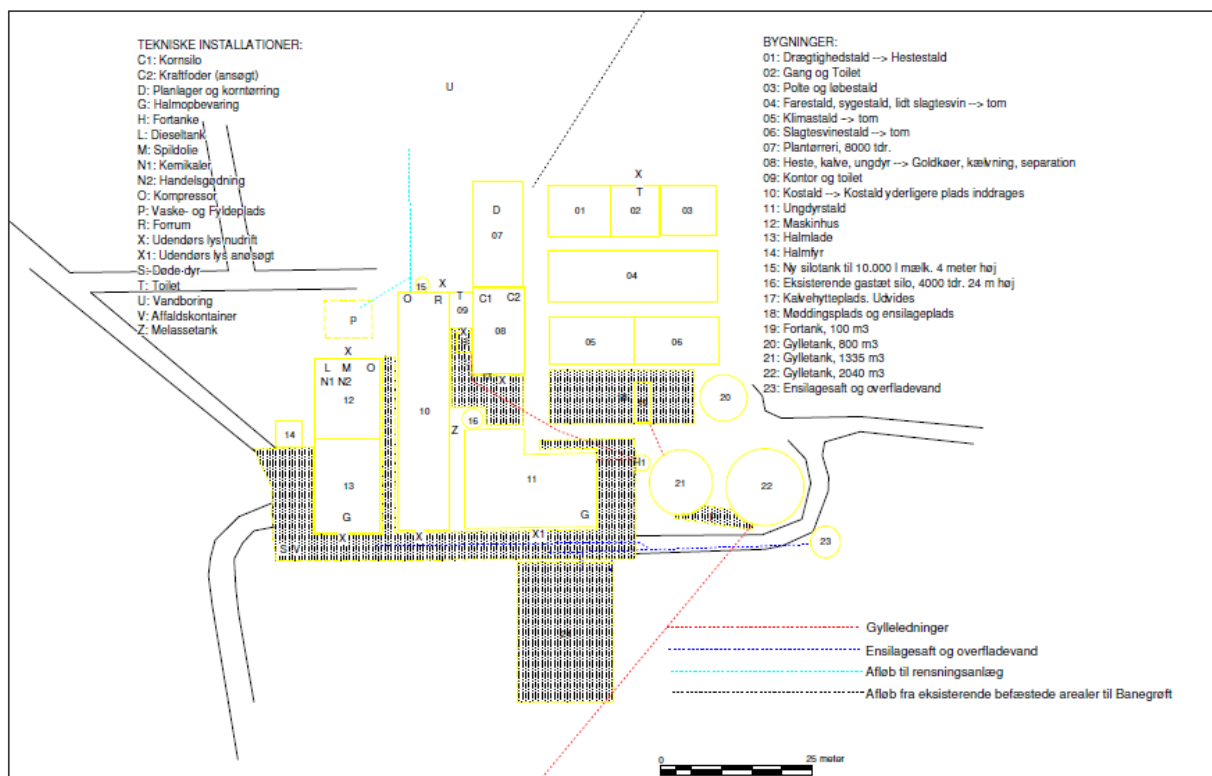 TEKNISKE INSTALLATIONER:
C1: Kornsilo
C2: Kraftfoder (ansøgt)
D: Planlager og korntørring
G: Halmopbevaring
H: Fortanke
L: Dieseltank
M: Spildolie
N1: Kemikaler
N2: Handelsgødning
O: Kompressor
P: Vaske- og Fyldeplads
R: Forrum
X: Udendørs lys nudrift
X1: Udendørs lys anøsøgt
S: Døde dyr
T: Toilet
U: Vandboring
V: Affaldskontainer
Z: Melassetank
BYGNINGER:
01: Drægtighedstald --> Hestestald
02: Gang og Toilet
03: Polte og løbestald
04: Farestald, sygestald, lidt slagtesvin --> tom
05: Klimastald --> tom
06: Slagtesvinestald --> tom
07: Plantørreri, 8000 tdr.
08: Heste, kalve, ungdyr --> Goldkøer, kælvning, separation
09: Kontor og toilet
10: Kostald --> Kostald yderligere plads inddrages
11: Ungdyrstald
12: Maskinhus
13: Halmlade
14: Halmfyr
15: Ny silotank til 10.000 l mælk. 4 meter høj
16: Eksisterende gastæt silo, 4000 tdr. 24 m høj
17: Kalvehytteplads. Udvides
18: Møddingsplads og ensilageplads
19: Fortank, 100 m3
20: Gylletank, 800 m3
21: Gylletank, 1335 m3
22: Gylletank, 2040 m3
23: Ensilagesaft og overfladevand
U
X
D
T
01
02
03
07
04
15
X
O
R
T
C1
C2
09
08
P
X
05
06
X
X
L M O
N1 N2
12
20
10
16
14
Z
11
21
22
13
G
G
X
X
X1
S V
23
Gylleledninger
Ensilagesaft og overfladevand
Afløb til rensningsanlæg
Afløb fra eksisterende befæstede arealer til Banegrøft
0
25 meter